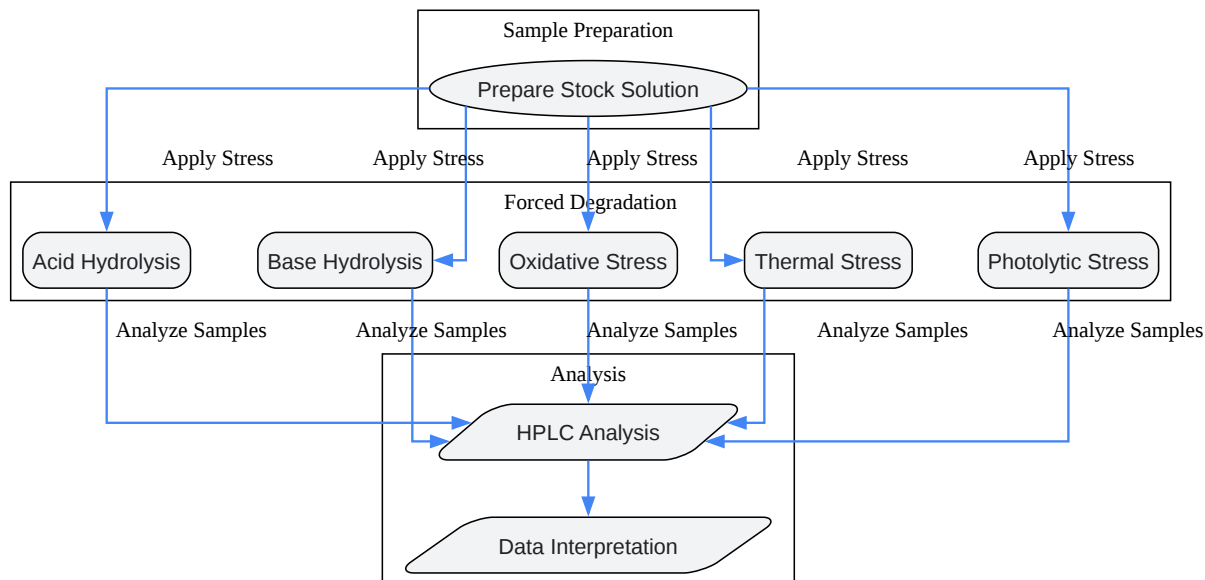 Sample Preparation
Prepare Stock Solution
Apply Stress
Apply Stress
Apply Stress
Apply Stress
Apply Stress
Forced Degradation
Acid Hydrolysis
Base Hydrolysis
Oxidative Stress
Thermal Stress
Photolytic Stress
Analyze Samples
Analyze Samples
Analyze Samples
Analyze Samples
Analyze Samples
Analysis
HPLC Analysis
Data Interpretation